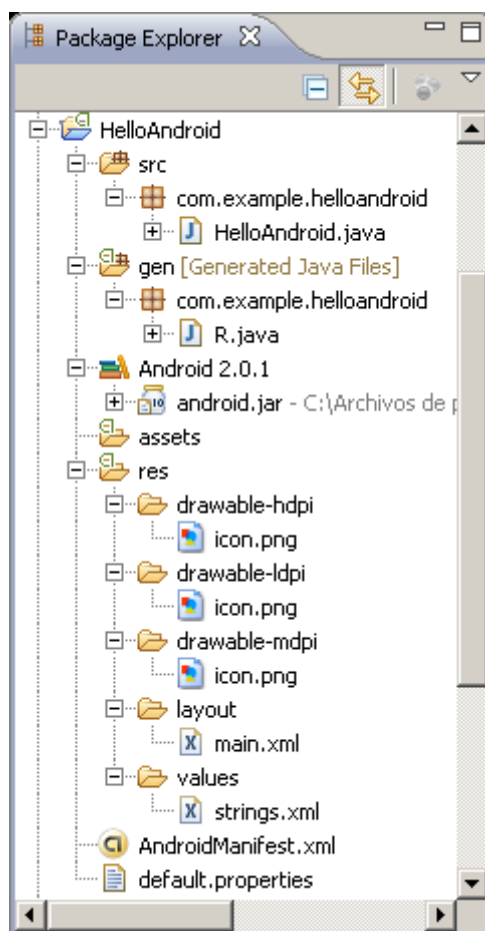 Package Explorer
HelloAndroid
src
com.example.helloandroid
HelloAndroid.java
gen [Generated Java Files]
com.example.helloandroid
R.java
Android 2.0.1
android.jar - C:\Archivos de p
assets
res
drawable-hdpi
icon.png
drawable-ldpi
icon.png
drawable-mdpi
icon.png
layout
main.xml
values
strings.xml
AndroidManifest.xml
default.properties